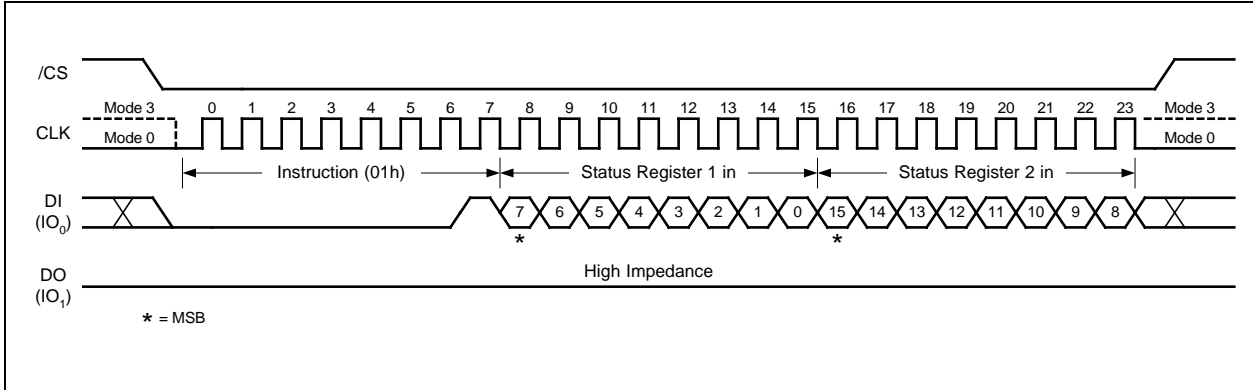 /CS
Mode 3 0 1 2 3 4 5 6 7 8 9 10 11 12 13 14 15 16 17 18 19 20 21 22 23 Mode 3
CLK
Mode 0 Mode 0
Instruction (01h) Status Register 1 in Status Register 2 in
DI
(IO0) 7 6 5 4 3 2 1 0 15 14 13 12 11 10 9 8
* *
High Impedance
DO
(IO1)
* = MSB